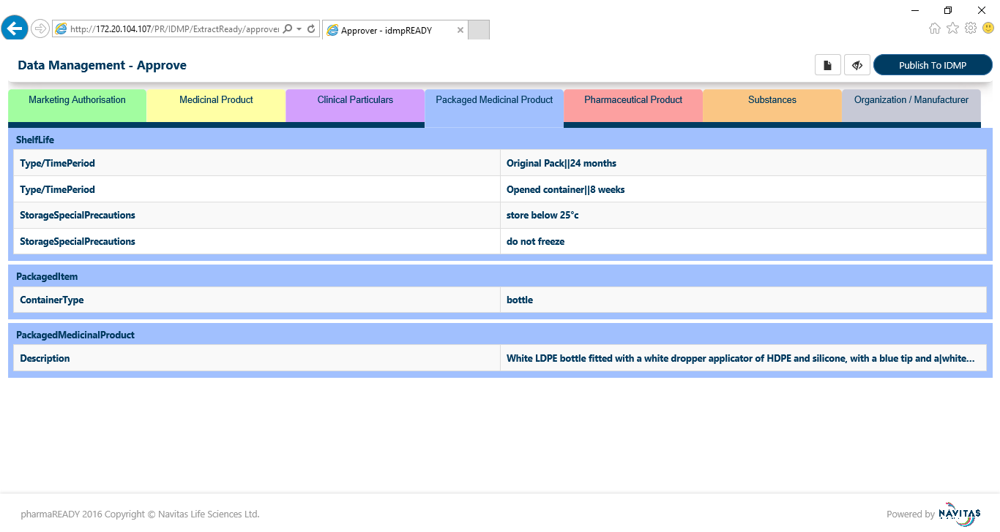 http://172.20.104.107/PR/IDMP/ExtractReady/approver
Approver - idmpREADY
Data Management - Approve
Publish To IDMP
Marketing Authorisation
Medicinal Product
Clinical Particulars
Packaged Medicinal Product
Pharmaceutical Product
Substances
Organization / Manufacturer
ShelfLife
Type/TimePeriod Original Pack||24 months
Type/TimePeriod Opened container||8 weeks
StorageSpecialPrecautions store below 25°c
StorageSpecialPrecautions do not freeze
PackagedItem
ContainerType bottle
PackagedMedicinalProduct
Description White LDPE bottle fitted with a white dropper applicator of HDPE and silicone, with a blue tip and a|white...
pharmaREADY 2016 Copyright © Navitas Life Sciences Ltd.
Powered by NAVITAS